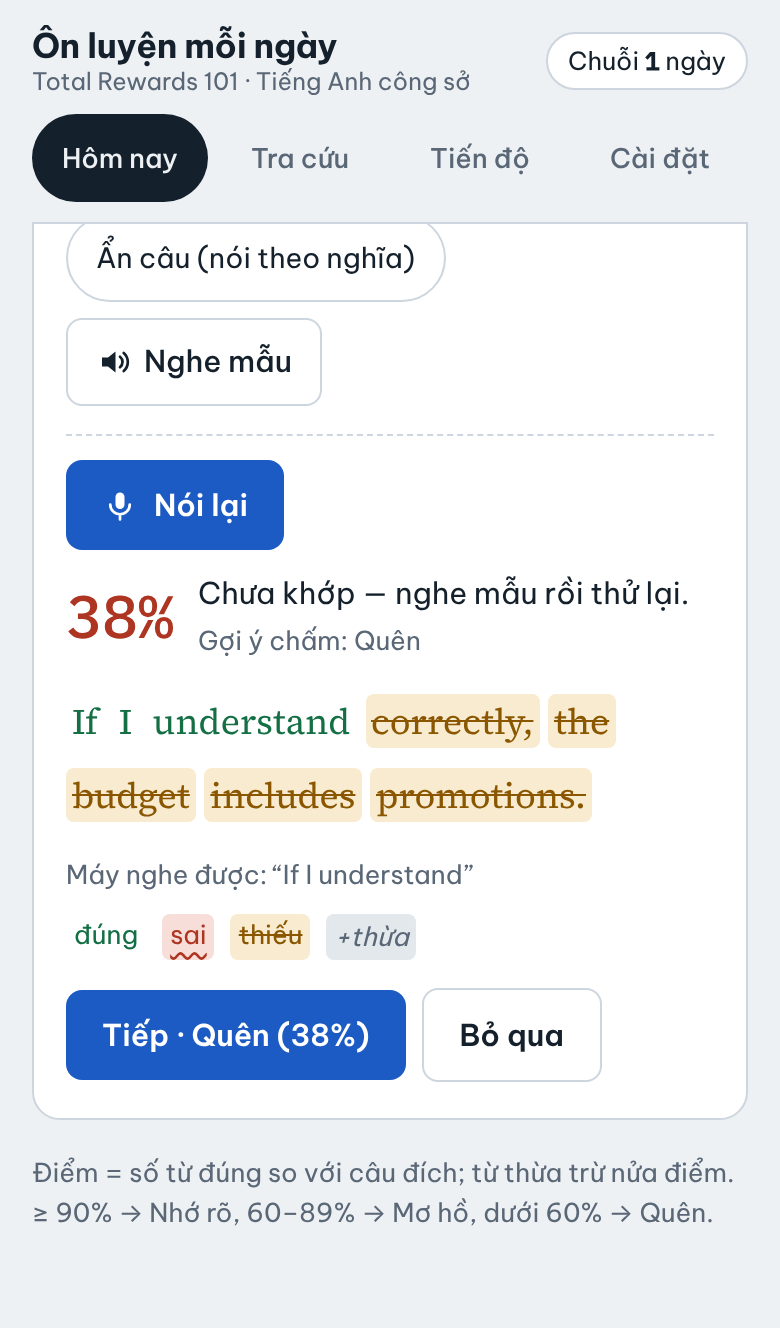 Ôn luyện mỗi ngày
Total Rewards 101 · Tiếng Anh công sở
Chuỗi 1 ngày
Hôm nay
Tra cứu
Tiến độ
Cài đặt
Ẩn câu (nói theo nghĩa)
Nghe mẫu
Nói lại
38%
Chưa khớp — nghe mẫu rồi thử lại.
Gợi ý chấm: Quên
If I understand correctly, the
budget includes promotions.
Máy nghe được: “If I understand”
đúng sai thiếu +thừa
Tiếp · Quên (38%)
Bỏ qua
Điểm = số từ đúng so với câu đích; từ thừa trừ nửa điểm.
≥ 90% → Nhớ rõ, 60–89% → Mơ hồ, dưới 60% → Quên.